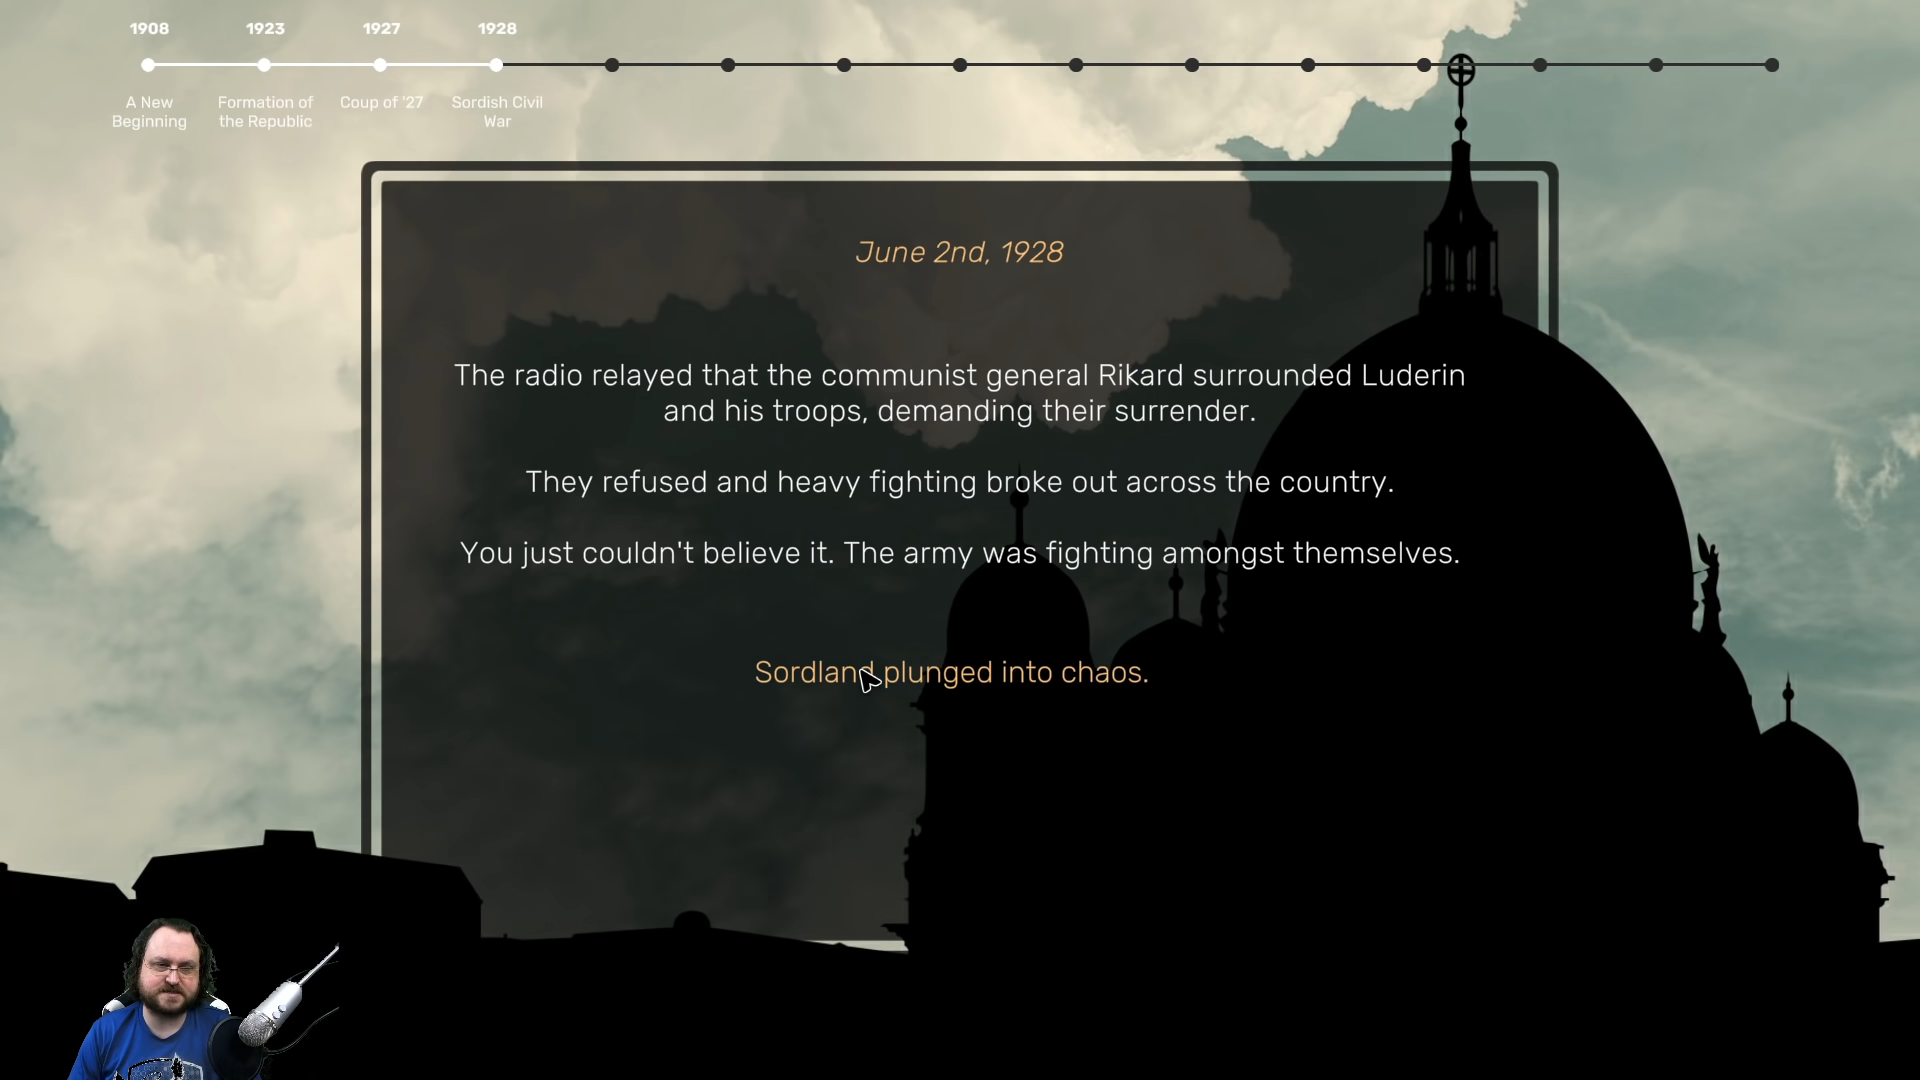 1908
1923
1927
1928
A New
Beginning
Formation of
the Republic
Coup of '27
Sordish Civil
War
June 2nd, 1928
The radio relayed that the communist general Rikard surrounded Luderin
and his troops, demanding their surrender.
They refused and heavy fighting broke out across the country.
You just couldn't believe it. The army was fighting amongst themselves.
Sordland plunged into chaos.